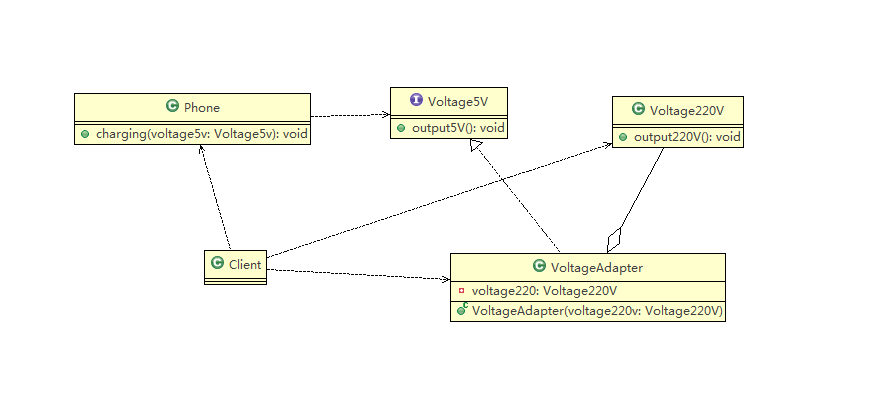 Phone
charging(voltage5v: Voltage5v): void
Voltage5V
output5V(): void
Voltage220V
output220V(): void
Client
VoltageAdapter
voltage220: Voltage220V
VoltageAdapter(voltage220v: Voltage220V)